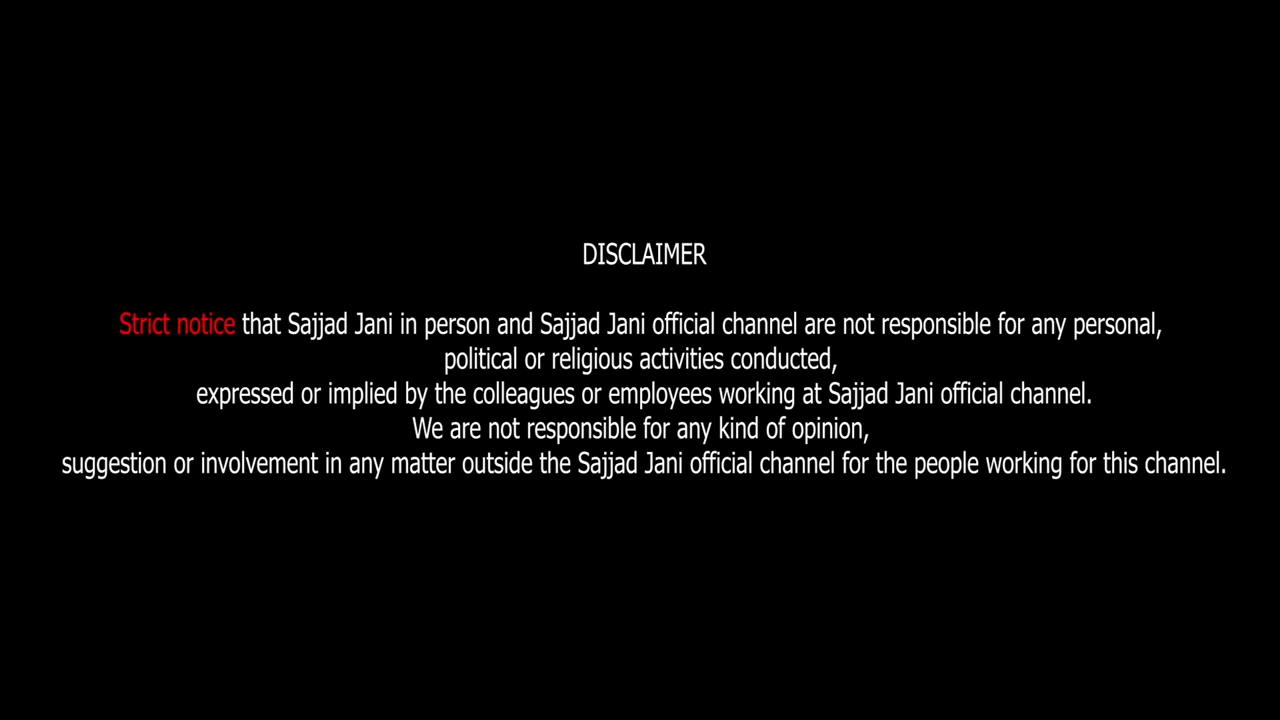 DISCLAIMER
Strict notice that Sajjad Jani in person and Sajjad Jani official channel are not responsible for any personal,
political or religious activities conducted,
expressed or implied by the colleagues or employees working at Sajjad Jani official channel.
We are not responsible for any kind of opinion,
suggestion or involvement in any matter outside the Sajjad Jani official channel for the people working for this channel.